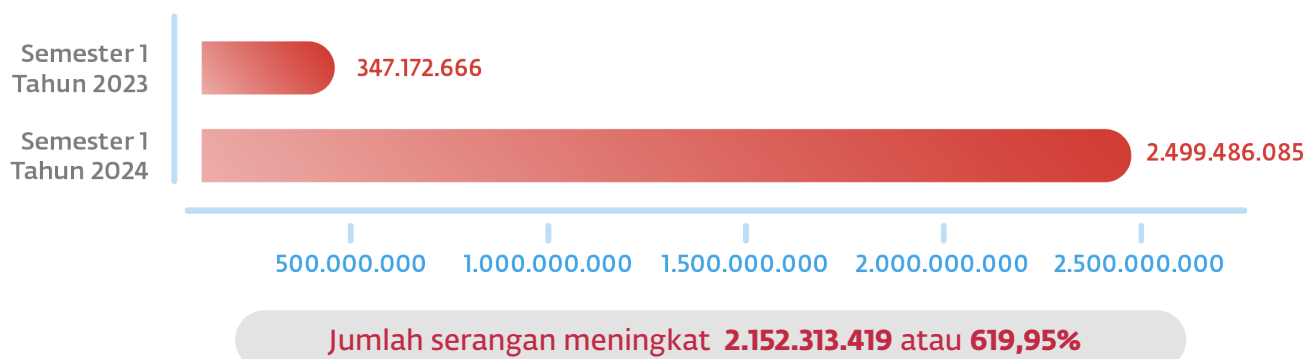 Semester 1
Tahun 2023
347.172.666
Semester 1
Tahun 2024
2.499.486.085
500.000.000 1.000.000.000 1.500.000.000 2.000.000.000 2.500.000.000
Jumlah serangan meningkat 2.152.313.419 atau 619,95%